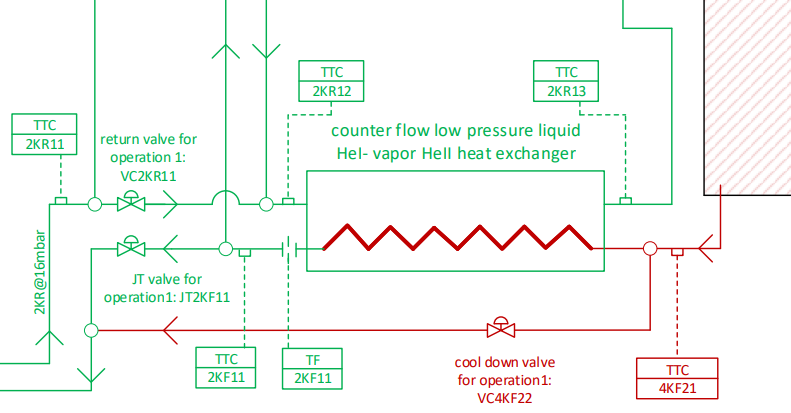 TTC
2KR12
TTC
2KR13
TTC
2KR11
return valve for
operation 1:
VC2KR11
counter flow low pressure liquid
HeI- vapor HeII heat exchanger
2KR@16mbar
JT valve for
operation1: JT2KF11
TTC
2KF11
TF
2KF11
cool down valve
for operation1:
VC4KF22
TTC
4KF21